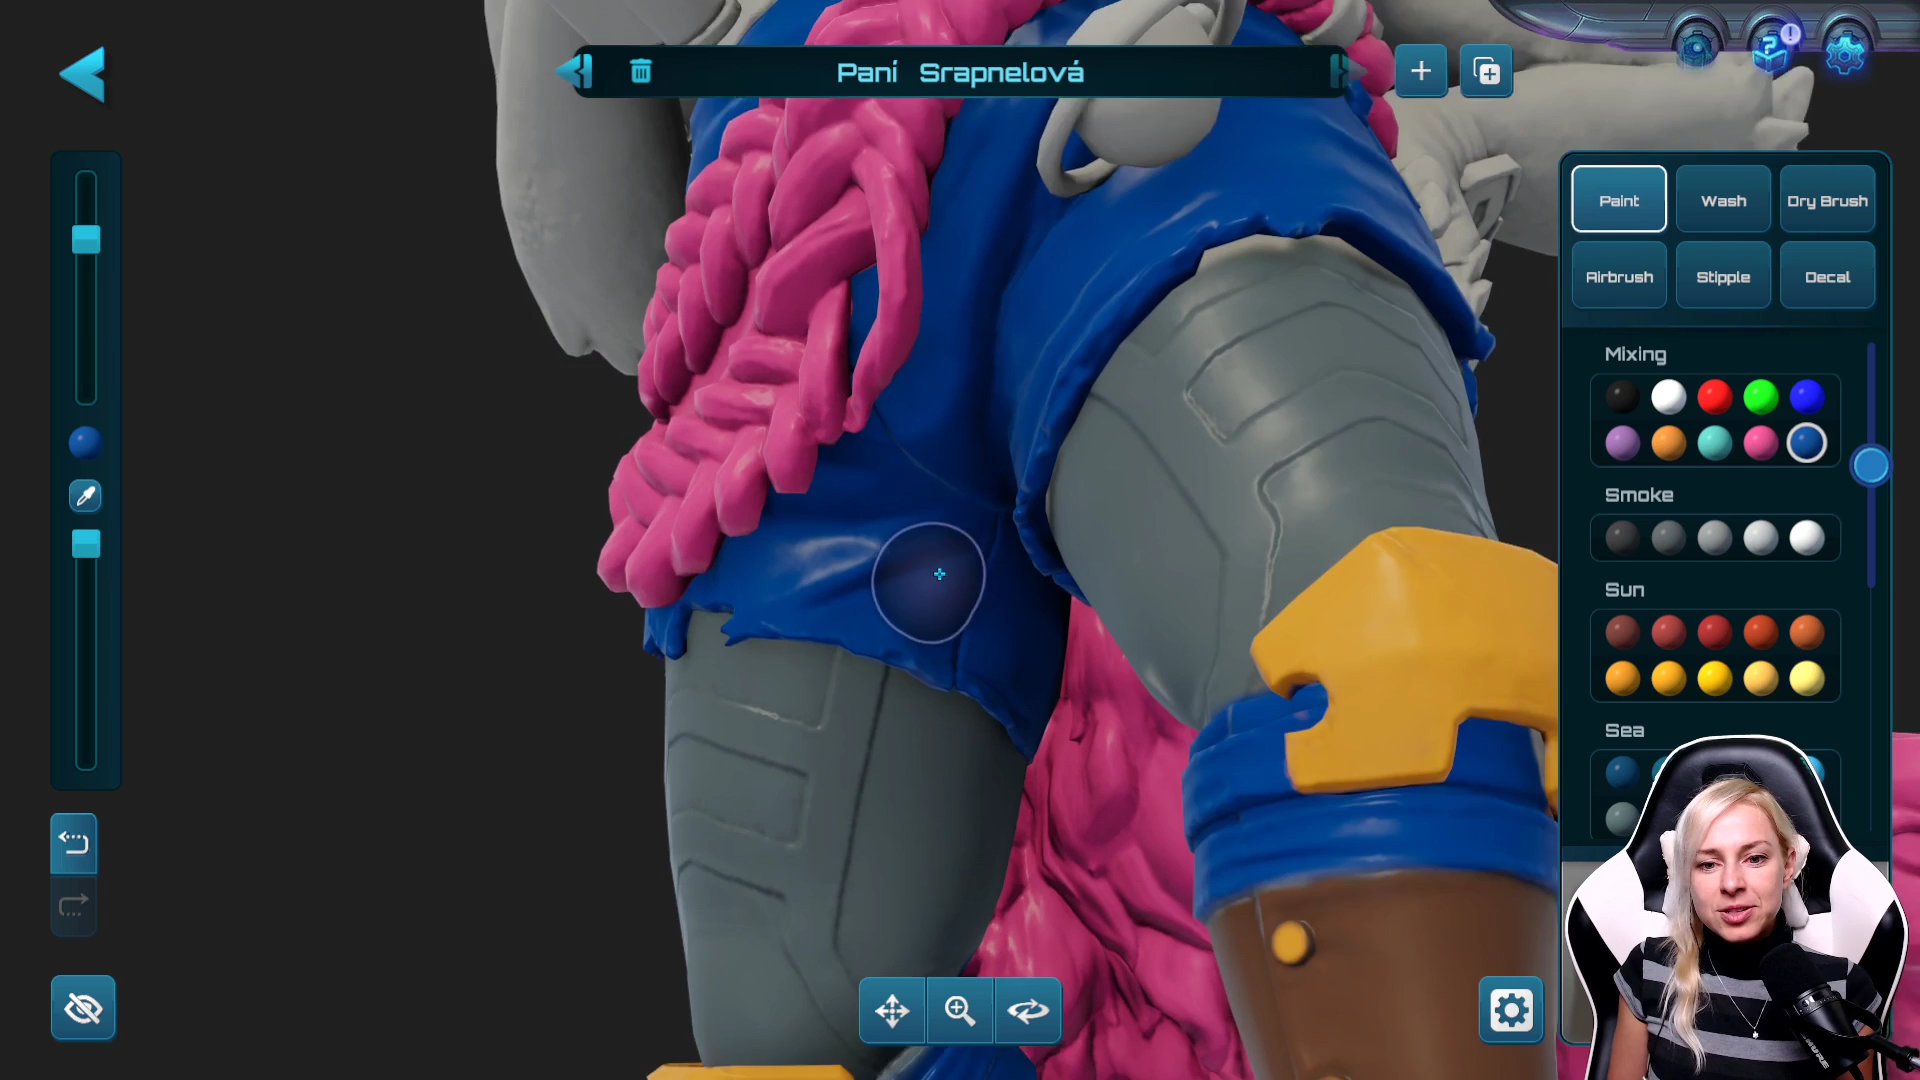 Paní Srapnelová
Paint
Wash
Dry Brush
Airbrush
Stipple
Decal
Mixing
Smoke
Sun
Sea